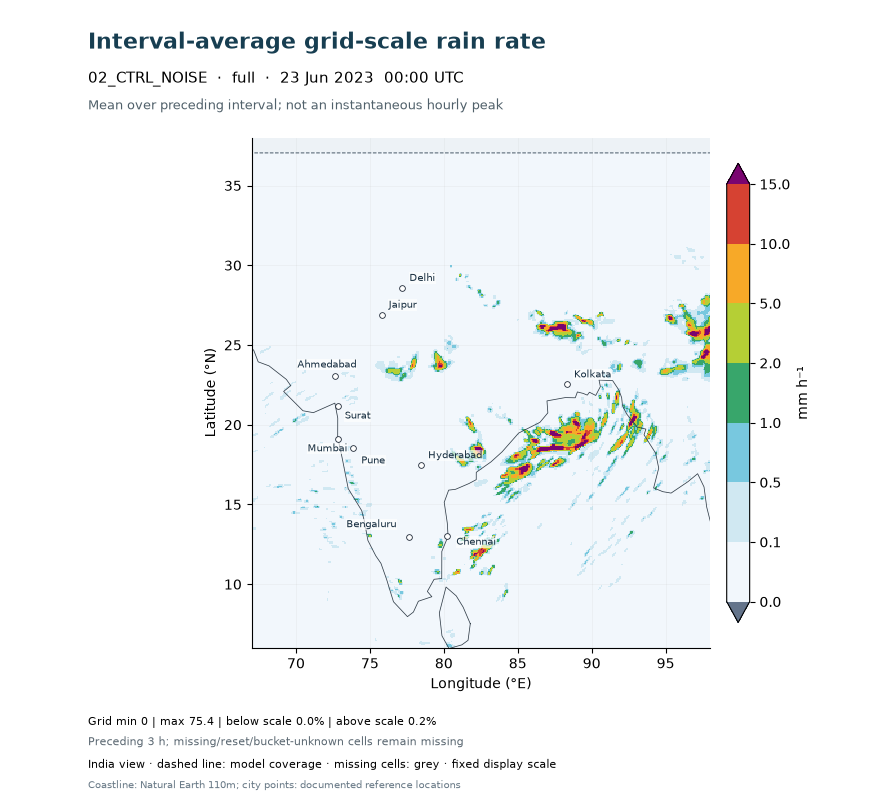 Interval-average grid-scale rain rate
02_CTRL_NOISE · full · 23 Jun 2023 00:00 UTC
Mean over preceding interval; not an instantaneous hourly peak
35
30
25
20
15
10
Latitude (°N)
70 75 80 85 90 95
Longitude (°E)
Delhi
Jaipur
Ahmedabad
Kolkata
Surat
Mumbai
Pune
Hyderabad
Bengaluru
Chennai
15.0
10.0
5.0
2.0
1.0
0.5
0.1
0.0
mm h⁻¹
Grid min 0 | max 75.4 | below scale 0.0% | above scale 0.2%
Preceding 3 h; missing/reset/bucket-unknown cells remain missing
India view · dashed line: model coverage · missing cells: grey · fixed display scale
Coastline: Natural Earth 110m; city points: documented reference locations